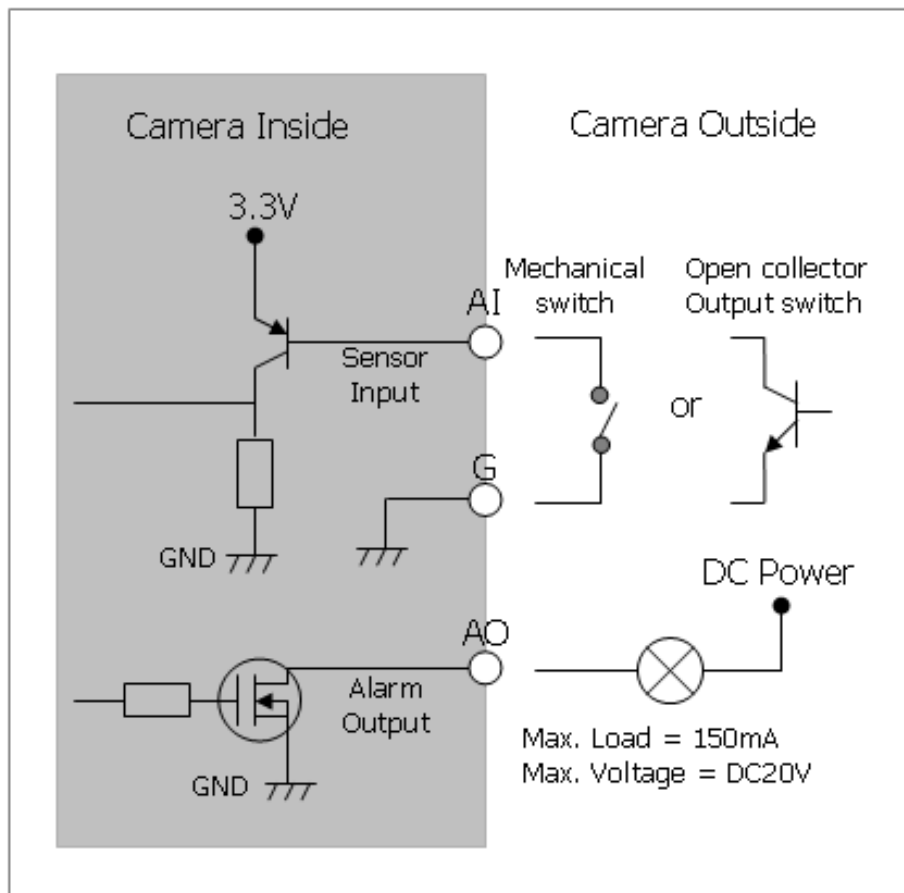 Camera Inside
Camera Outside
3.3V
Mechanical
switch
Open collector
Output switch
AI
Sensor
Input
or
G
GND
DC Power
AO
Alarm
Output
GND
Max. Load = 150mA
Max. Voltage = DC20V